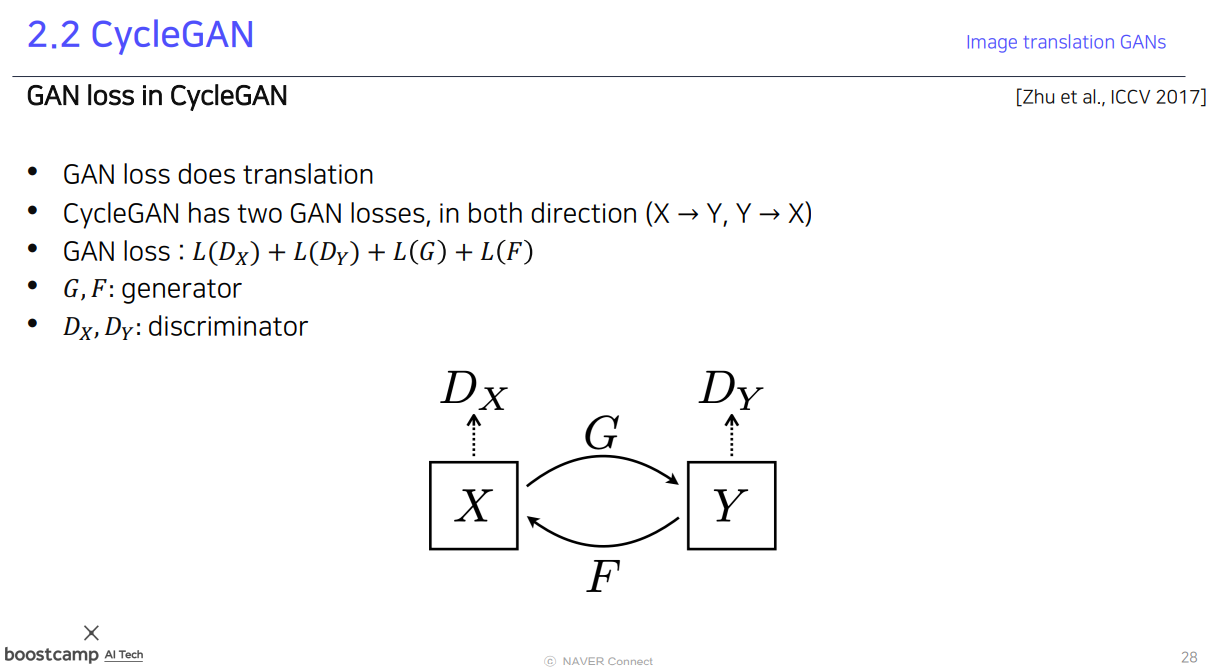 2.2 CycleGAN
Image translation GANs
GAN loss in CycleGAN
[Zhu et al., ICCV 2017]
• GAN loss does translation
• CycleGAN has two GAN losses, in both direction (X → Y, Y → X)
• GAN loss : L(D_X) + L(D_Y) + L(G) + L(F)
• G, F: generator
• D_X, D_Y: discriminator
D_X D_Y
G
X Y
F
boostcamp AI Tech
ⓒ NAVER Connect
28